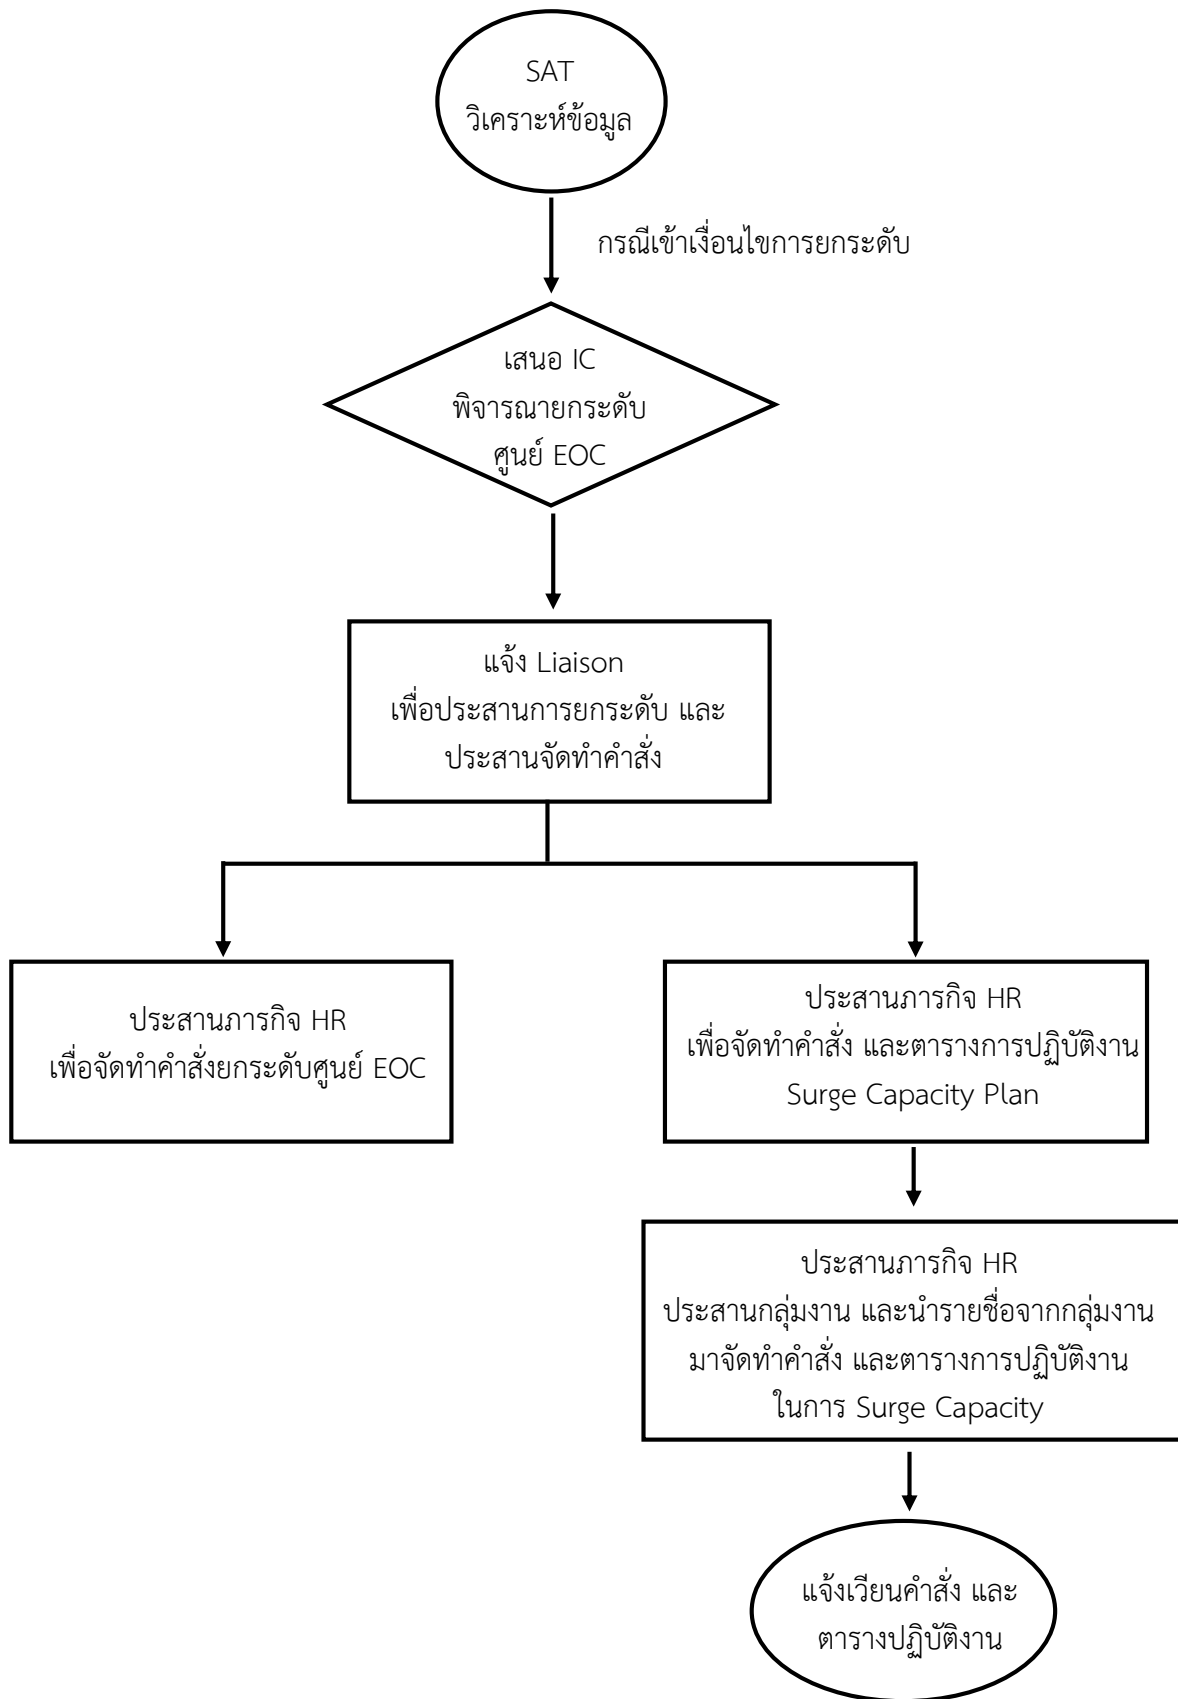 SAT
วิเคราะห์ข้อมูล
กรณีเข้าเงื่อนไขการยกระดับ
เสนอ IC
พิจารณายกระดับ
ศูนย์ EOC
แจ้ง Liaison
เพื่อประสานการยกระดับ และ
ประสานจัดทำคำสั่ง
ประสานภารกิจ HR
เพื่อจัดทำคำสั่งยกระดับศูนย์ EOC
ประสานภารกิจ HR
เพื่อจัดทำคำสั่ง และตารางการปฏิบัติงาน
Surge Capacity Plan
ประสานภารกิจ HR
ประสานกลุ่มงาน และนำรายชื่อจากกลุ่มงาน
มาจัดทำคำสั่ง และตารางการปฏิบัติงาน
ในการ Surge Capacity
แจ้งเวียนคำสั่ง และ
ตารางปฏิบัติงาน